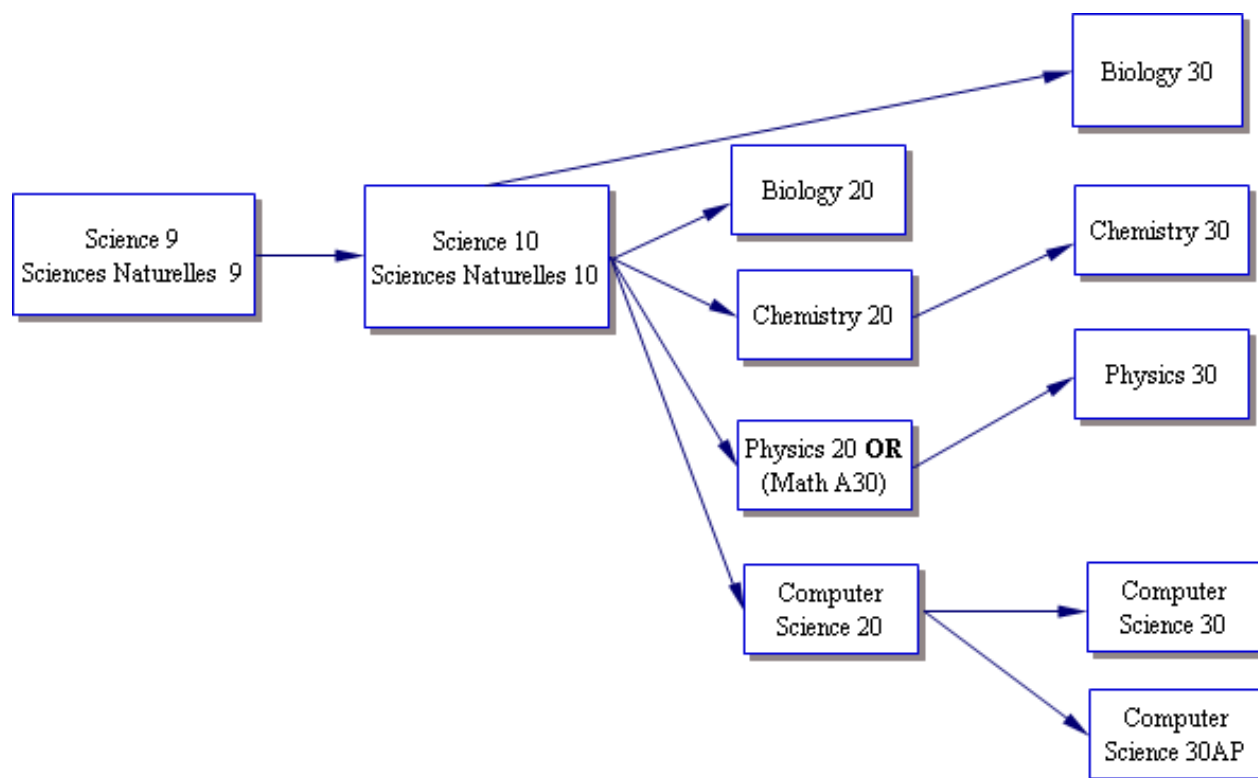 Biology 30
Biology 20
Science 9
Sciences Naturelles 9
Science 10
Sciences Naturelles 10
Chemistry 30
Chemistry 20
Physics 30
Physics 20 OR
(Math A30)
Computer
Science 20
Computer
Science 30
Computer
Science 30AP